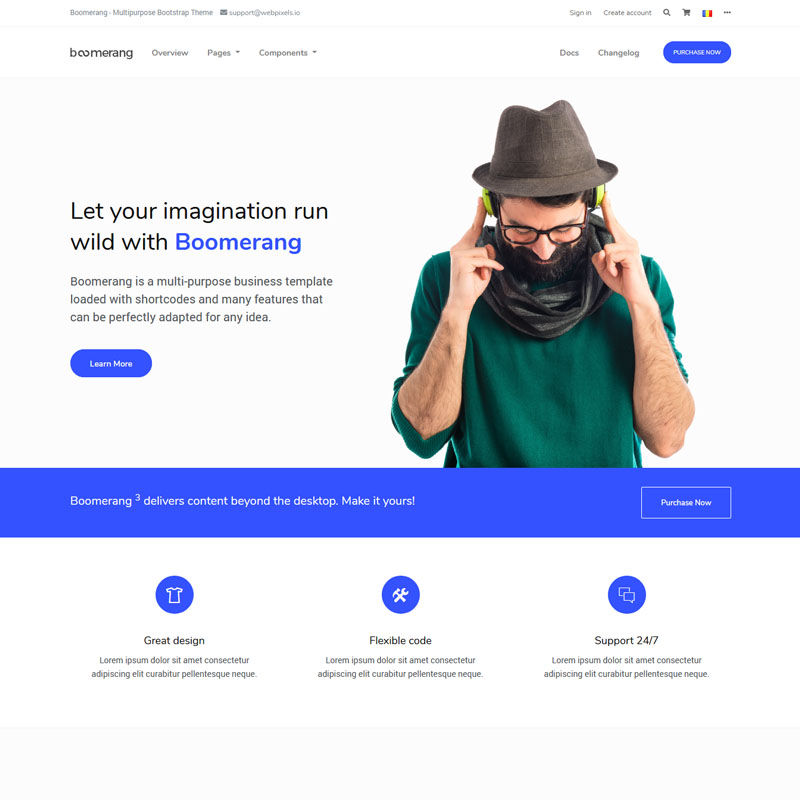 Boomerang - Multipurpose Bootstrap Theme support@webpixels.io Sign in Create account
boomerang Overview Pages Components Docs Changelog PURCHASE NOW
Let your imagination run
wild with Boomerang
Boomerang is a multi-purpose business template
loaded with shortcodes and many features that
can be perfectly adapted for any idea.
Learn More
Boomerang 3 delivers content beyond the desktop. Make it yours! Purchase Now
Great design
Lorem ipsum dolor sit amet consectetur
adipiscing elit curabitur pellentesque neque.
Flexible code
Lorem ipsum dolor sit amet consectetur
adipiscing elit curabitur pellentesque neque.
Support 24/7
Lorem ipsum dolor sit amet consectetur
adipiscing elit curabitur pellentesque neque.